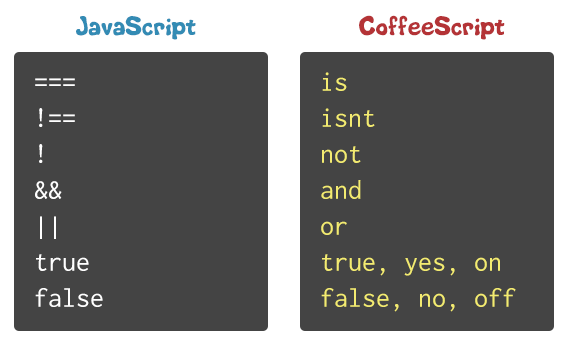 JavaScript
===
!==
!
&&
||
true
false
CoffeeScript
is
isnt
not
and
or
true, yes, on
false, no, off